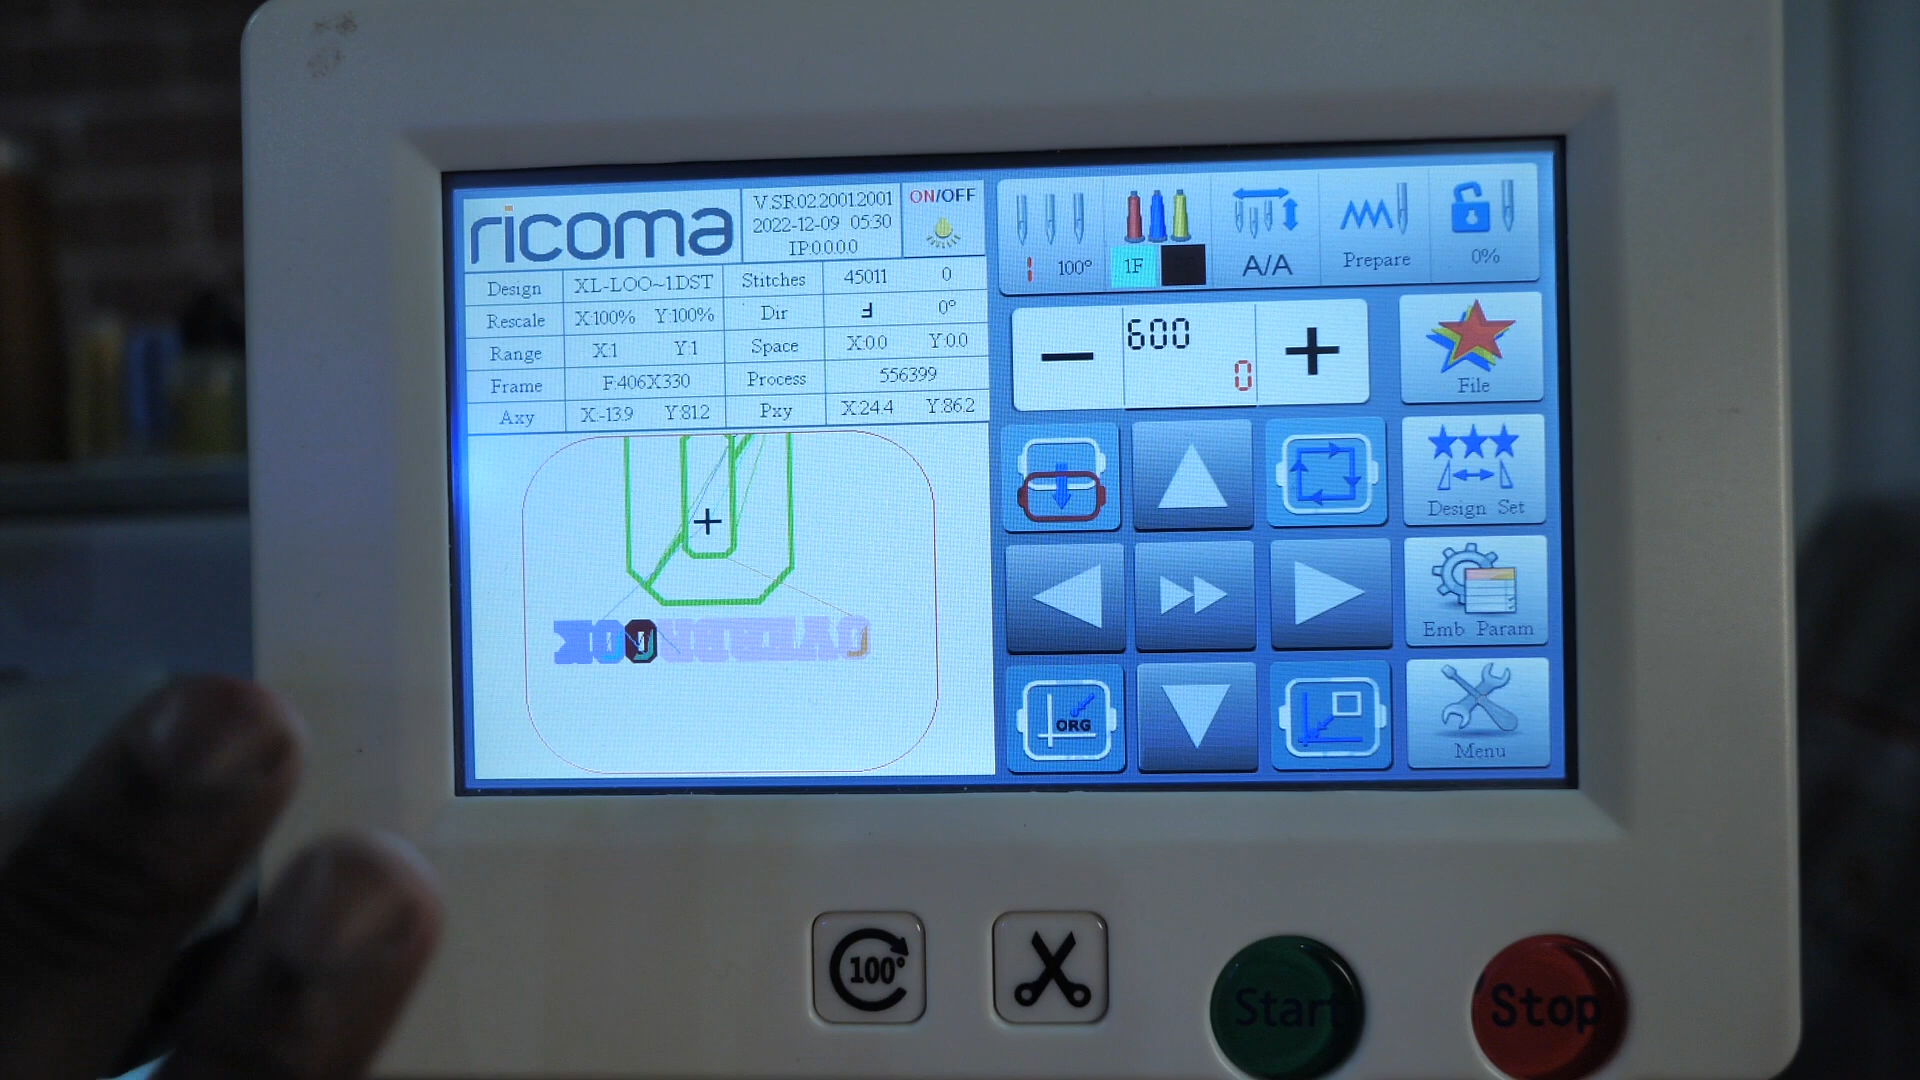 ricoma
V.SR.02.20012001
2022-12-09 05:30
IP:0.0.0.0
ON/OFF
Design XL-LOO~1.DST Stitches 45011 0
Rescale X:100% Y:100% Dir 0°
Range X:1 Y:1 Space X:0.0 Y:0.0
Frame F:406X330 Process 556399
Axy X:-13.9 Y:81.2 Pxy X:24.4 Y:86.2
100°
1F
A/A
Prepare
0%
600
0
File
Design Set
Emb Param
ORG
Menu
100°
Start
Stop